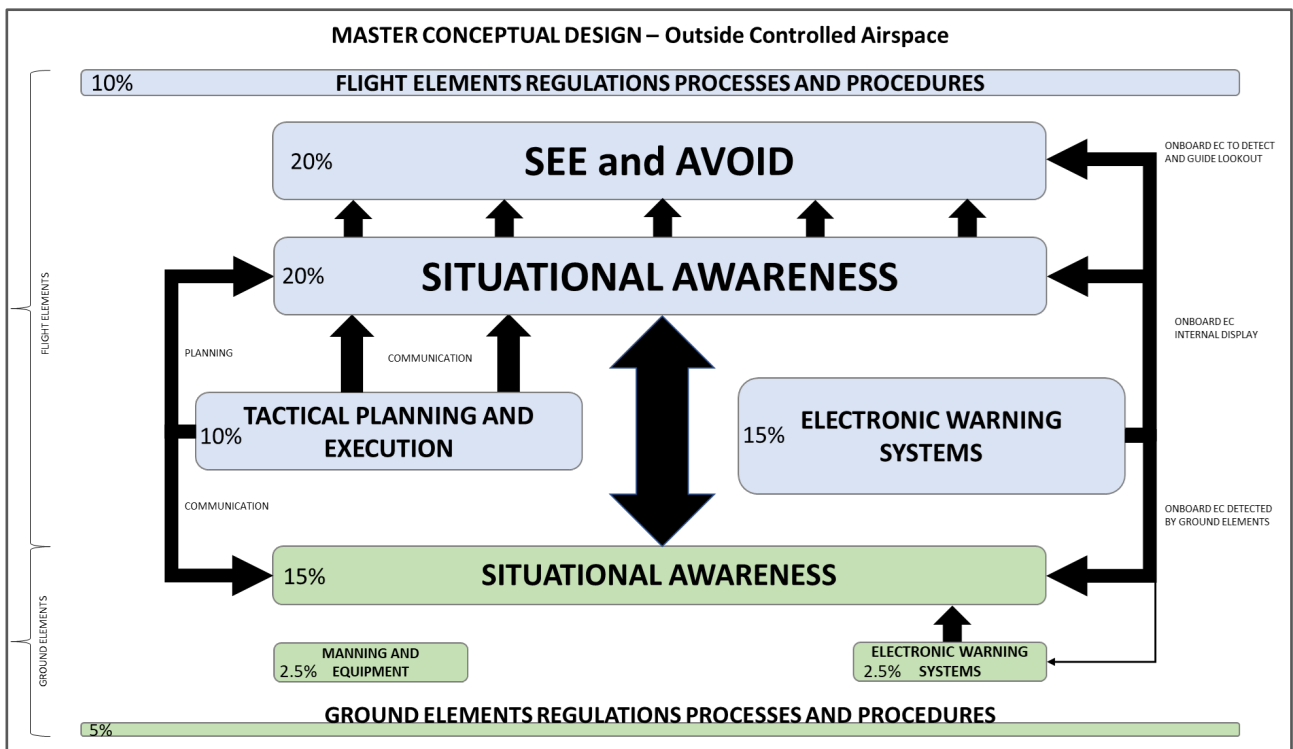 MASTER CONCEPTUAL DESIGN – Outside Controlled Airspace
10%
FLIGHT ELEMENTS REGULATIONS PROCESSES AND PROCEDURES
20%
SEE and AVOID
ONBOARD EC TO DETECT
AND GUIDE LOOKOUT
20%
SITUATIONAL AWARENESS
FLIGHT ELEMENTS
PLANNING
COMMUNICATION
ONBOARD EC
INTERNAL DISPLAY
10%
TACTICAL PLANNING AND
EXECUTION
15%
ELECTRONIC WARNING
SYSTEMS
COMMUNICATION
ONBOARD EC DETECTED
BY GROUND ELEMENTS
15%
SITUATIONAL AWARENESS
GROUND ELEMENTS
MANNING AND
2.5% EQUIPMENT
ELECTRONIC WARNING
2.5% SYSTEMS
GROUND ELEMENTS REGULATIONS PROCESSES AND PROCEDURES
5%